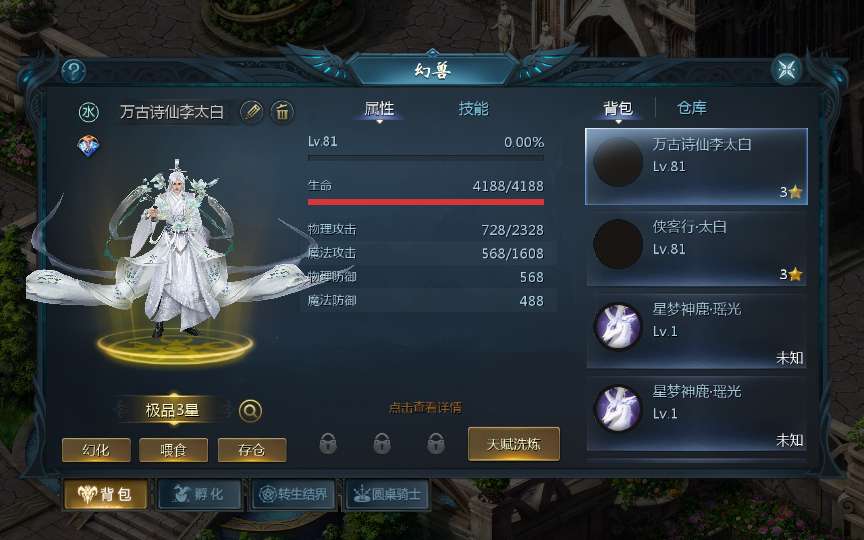 ?
幻兽
水
万古诗仙李太白
属性
技能
背包
仓库
Lv.81
0.00%
生命
4188/4188
物理攻击
728/2328
魔法攻击
568/1608
物理防御
568
魔法防御
488
万古诗仙李太白
Lv.81
3
侠客行·太白
Lv.81
3
星梦神鹿·瑶光
Lv.1
未知
星梦神鹿·瑶光
Lv.1
未知
极品3星
点击查看详情
幻化
喂食
存仓
天赋洗炼
背包
孵化
转生结界
圆桌骑士